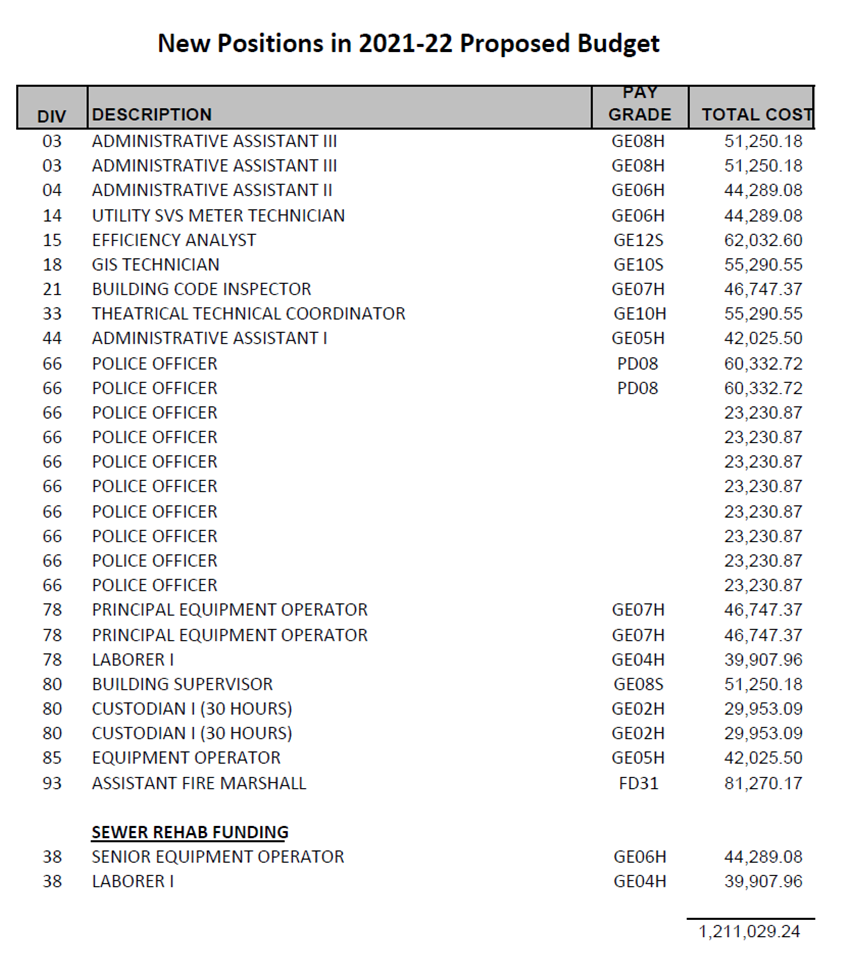 New Positions in 2021-22 Proposed Budget
DIV DESCRIPTION PAY GRADE TOTAL COST
03 ADMINISTRATIVE ASSISTANT III GE08H 51,250.18
03 ADMINISTRATIVE ASSISTANT III GE08H 51,250.18
04 ADMINISTRATIVE ASSISTANT II GE06H 44,289.08
14 UTILITY SVS METER TECHNICIAN GE06H 44,289.08
15 EFFICIENCY ANALYST GE12S 62,032.60
18 GIS TECHNICIAN GE10S 55,290.55
21 BUILDING CODE INSPECTOR GE07H 46,747.37
33 THEATRICAL TECHNICAL COORDINATOR GE10H 55,290.55
44 ADMINISTRATIVE ASSISTANT I GE05H 42,025.50
66 POLICE OFFICER PD08 60,332.72
66 POLICE OFFICER PD08 60,332.72
66 POLICE OFFICER 23,230.87
66 POLICE OFFICER 23,230.87
66 POLICE OFFICER 23,230.87
66 POLICE OFFICER 23,230.87
66 POLICE OFFICER 23,230.87
66 POLICE OFFICER 23,230.87
66 POLICE OFFICER 23,230.87
66 POLICE OFFICER 23,230.87
78 PRINCIPAL EQUIPMENT OPERATOR GE07H 46,747.37
78 PRINCIPAL EQUIPMENT OPERATOR GE07H 46,747.37
78 LABORER I GE04H 39,907.96
80 BUILDING SUPERVISOR GE08S 51,250.18
80 CUSTODIAN I (30 HOURS) GE02H 29,953.09
80 CUSTODIAN I (30 HOURS) GE02H 29,953.09
85 EQUIPMENT OPERATOR GE05H 42,025.50
93 ASSISTANT FIRE MARSHALL FD31 81,270.17
SEWER REHAB FUNDING
38 SENIOR EQUIPMENT OPERATOR GE06H 44,289.08
38 LABORER I GE04H 39,907.96
1,211,029.24